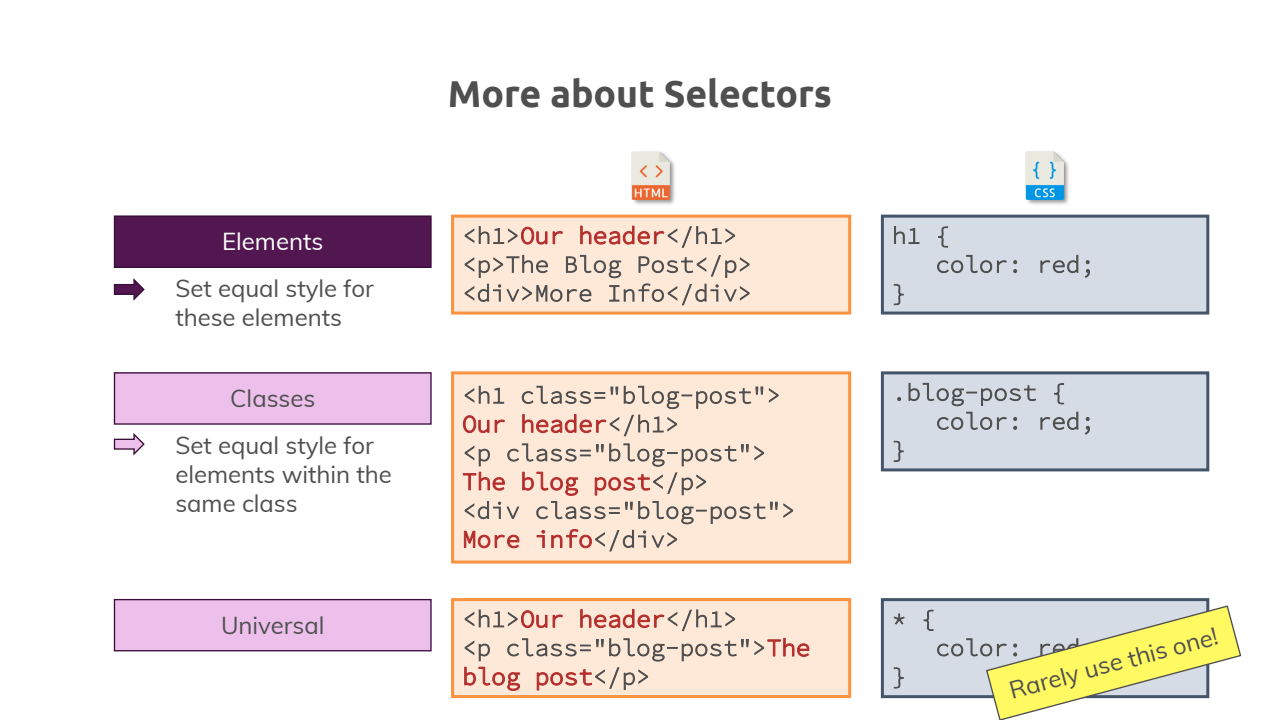 More about Selectors
HTML
CSS
Elements
Set equal style for
these elements
<h1>Our header</h1>
<p>The Blog Post</p>
<div>More Info</div>
h1 {
color: red;
}
Classes
Set equal style for
elements within the
same class
<h1 class="blog-post">
Our header</h1>
<p class="blog-post">
The blog post</p>
<div class="blog-post">
More info</div>
.blog-post {
color: red;
}
Universal
<h1>Our header</h1>
<p class="blog-post">The
blog post</p>
* {
color: red
}
Rarely use this one!